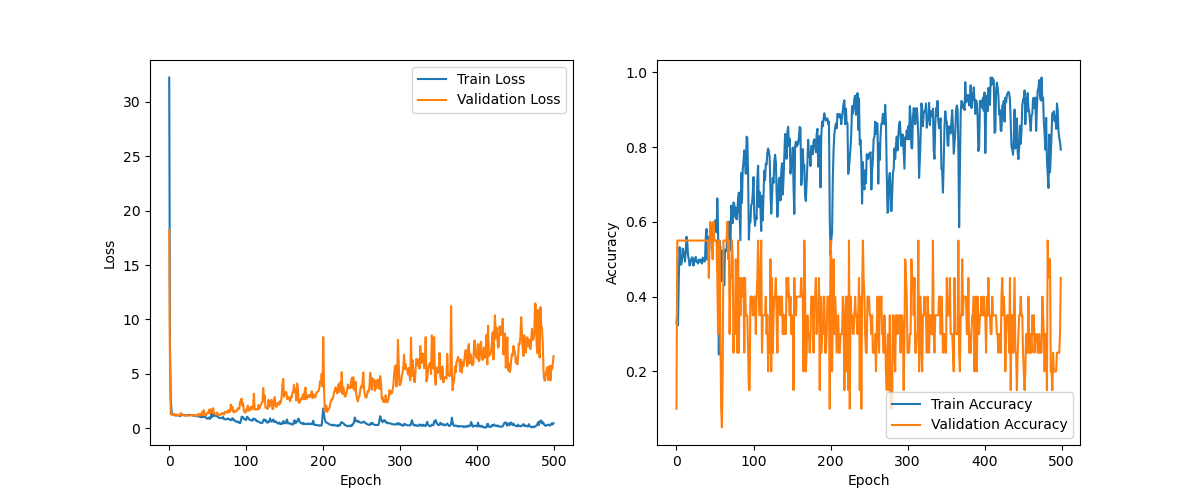 Train Loss
Validation Loss
30
25
20
15
10
5
0
Loss
0 100 200 300 400 500
Epoch
1.0
0.8
0.6
0.4
0.2
Accuracy
Train Accuracy
Validation Accuracy
0 100 200 300 400 500
Epoch